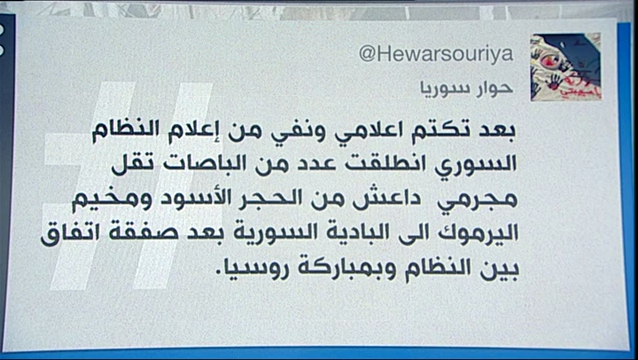 @Hewarsouriya
حوار سوريا
بعد تكتم اعلامي ونفي من إعلام النظام
السوري انطلقت عدد من الباصات تقل
مجرمي داعش من الحجر الأسود ومخيم
اليرموك الى البادية السورية بعد صفقة اتفاق
بين النظام وبمباركة روسيا.